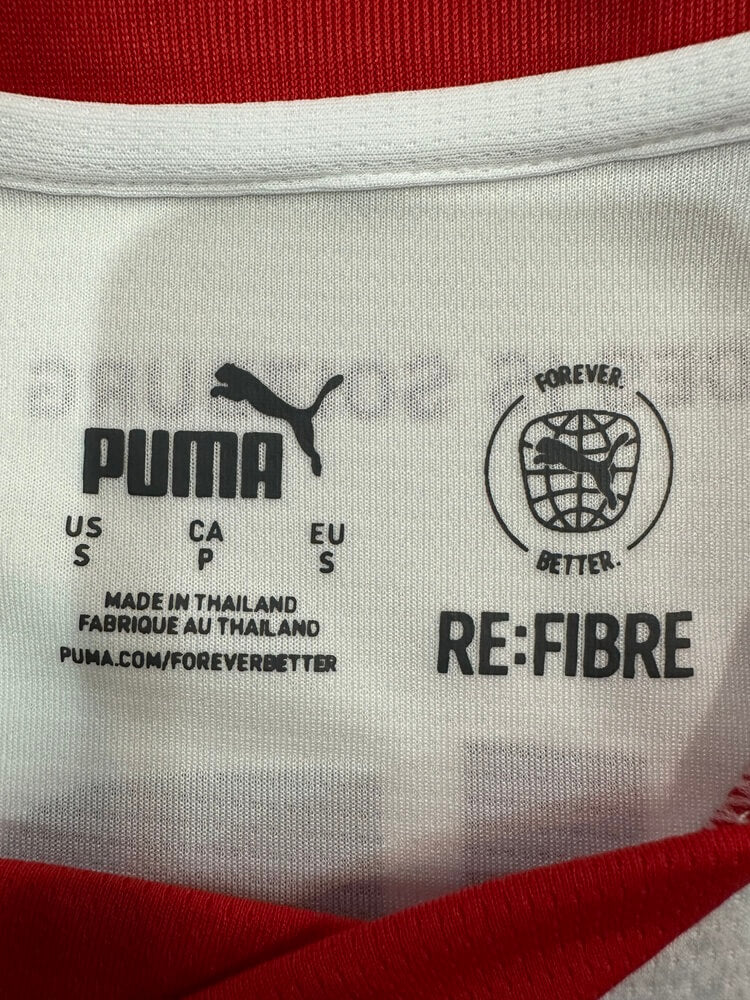 PUMA
US CA EU
S P S
MADE IN THAILAND
FABRIQUE AU THAILAND
PUMA.COM/FOREVERBETTER
FOREVER.
BETTER.
RE:FIBRE